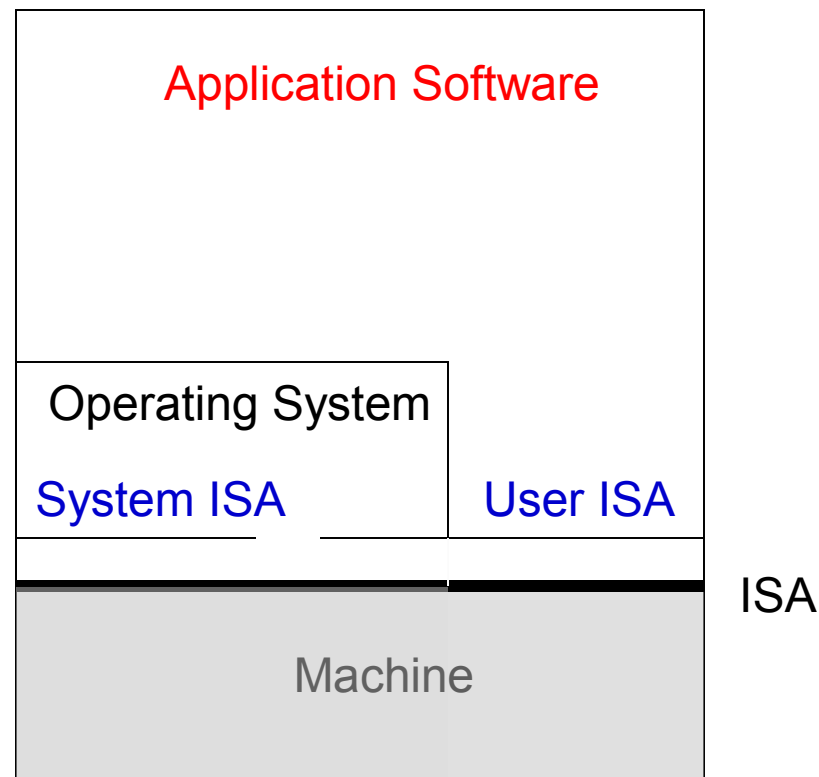 Application Software
Operating System
System ISA
User ISA
ISA
Machine